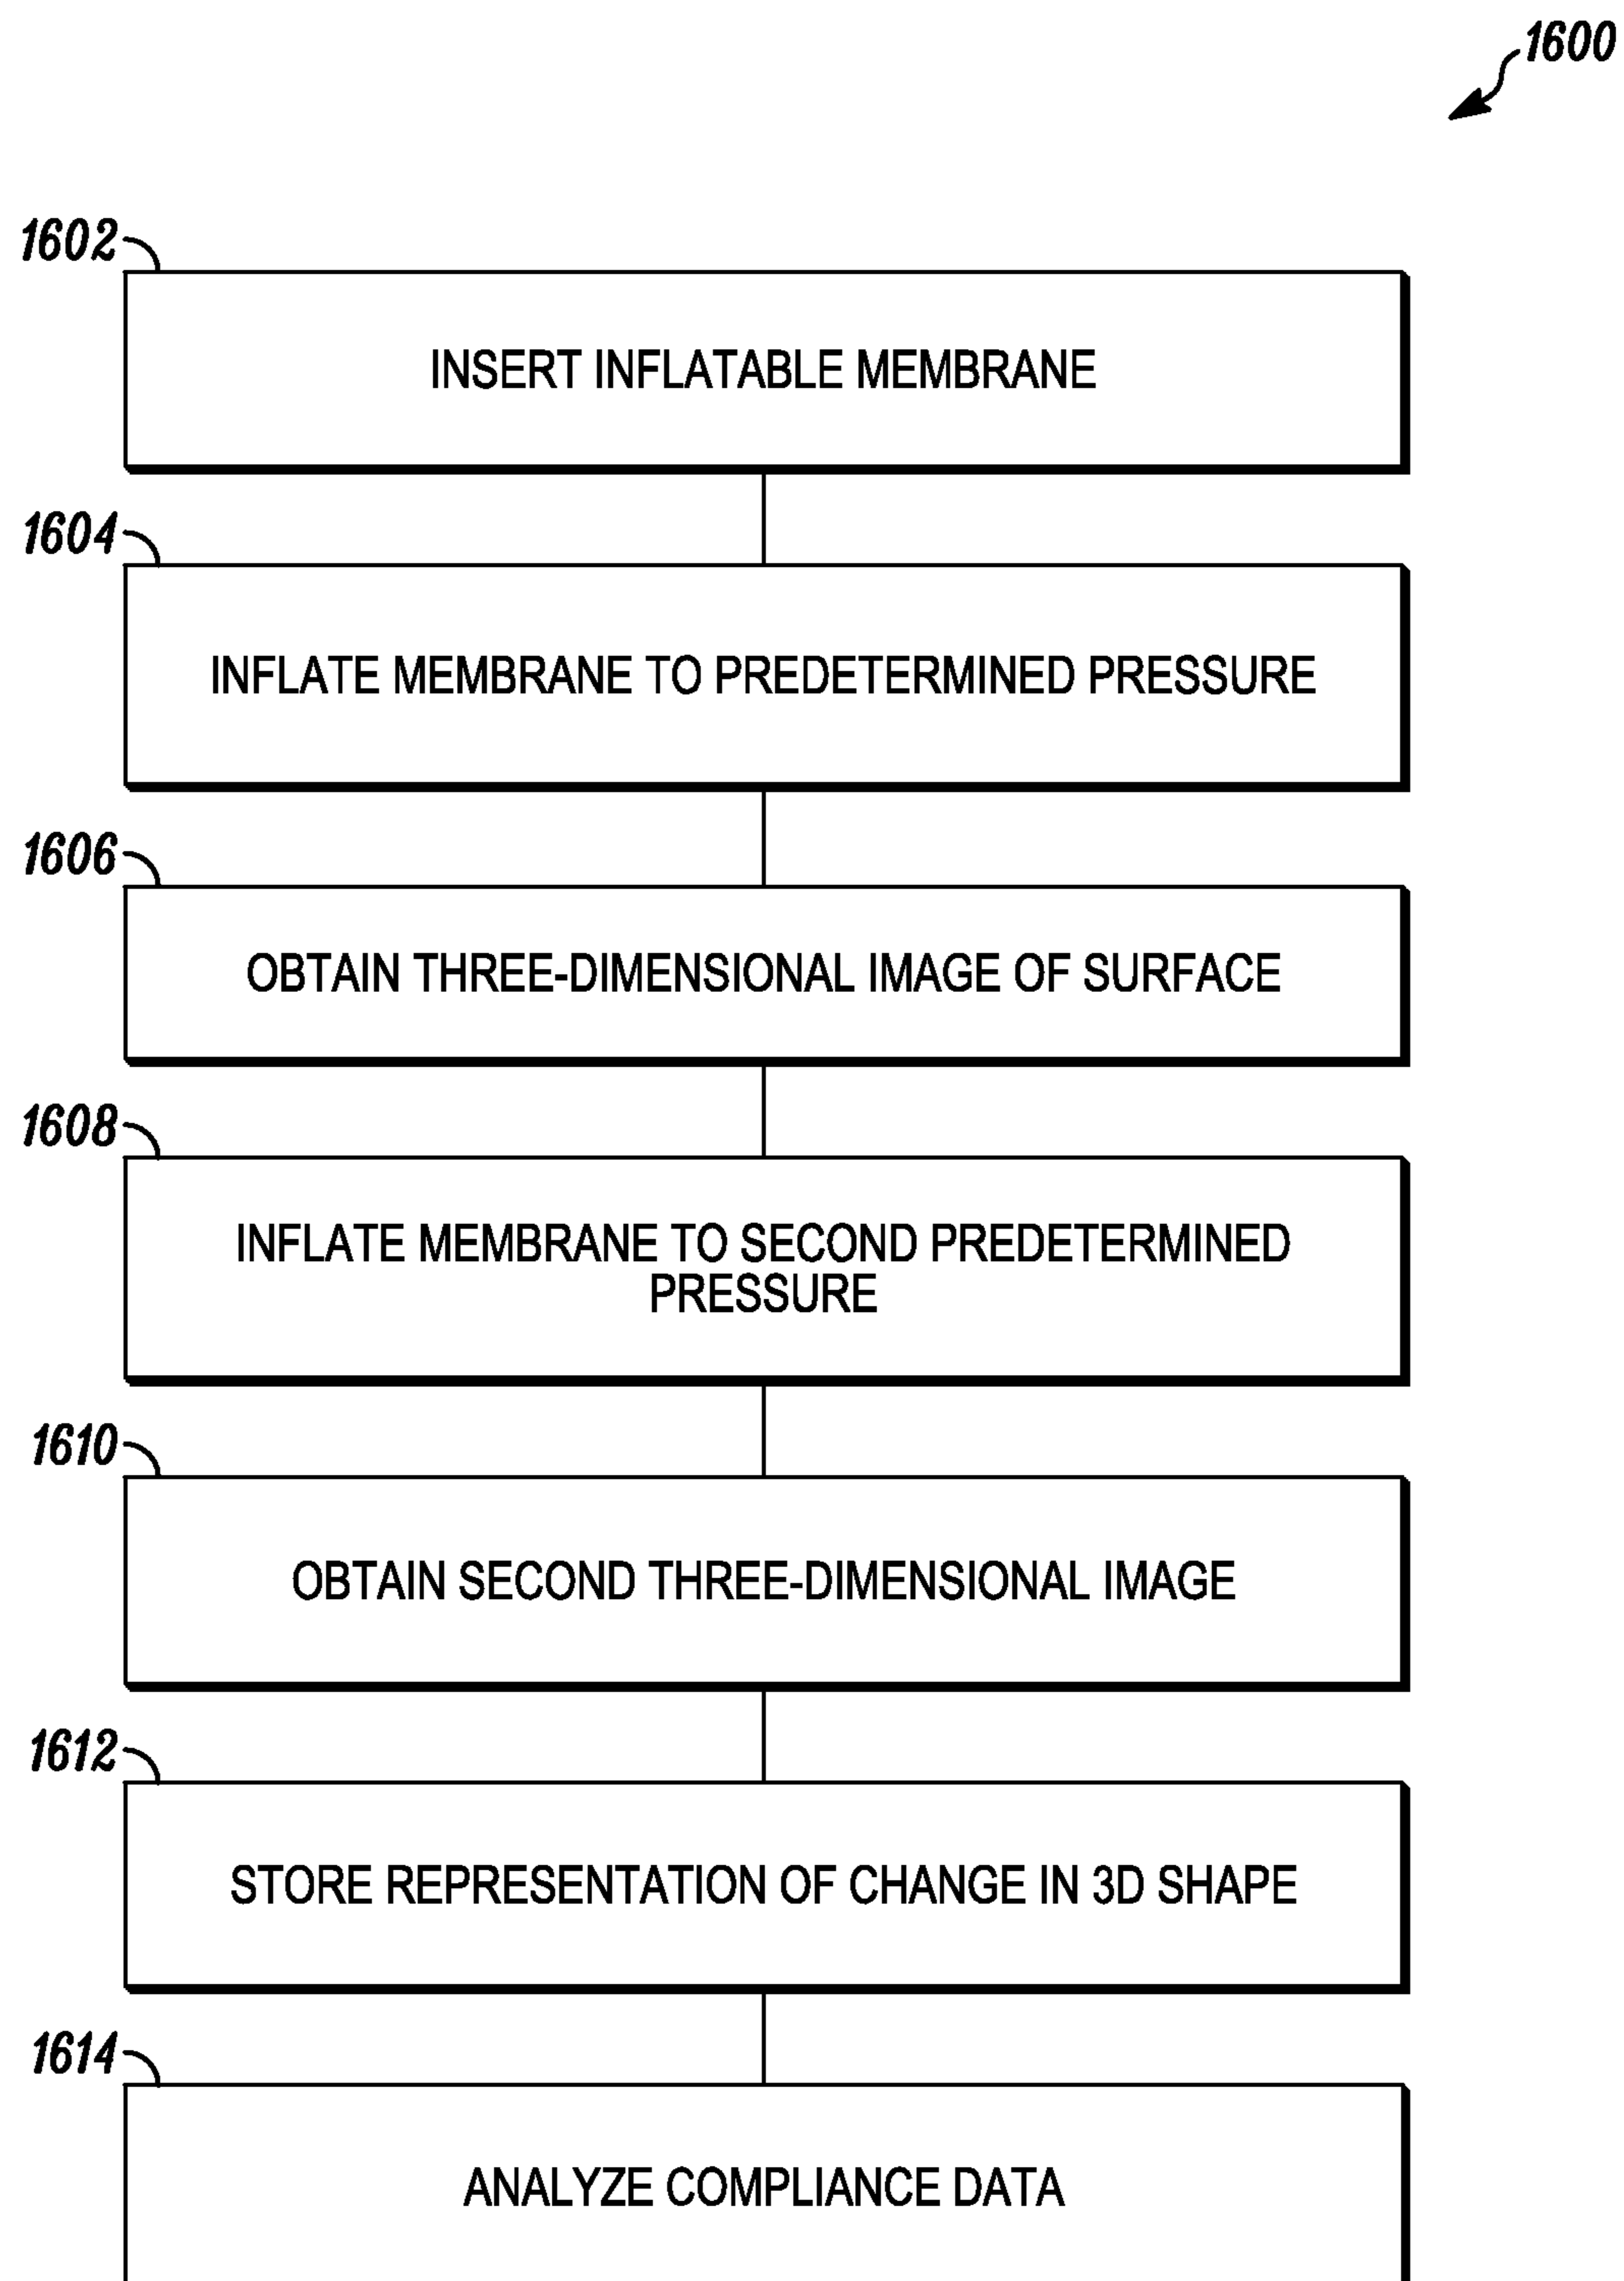 1600
1602
INSERT INFLATABLE MEMBRANE
1604
INFLATE MEMBRANE TO PREDETERMINED PRESSURE
1606
OBTAIN THREE-DIMENSIONAL IMAGE OF SURFACE
1608
INFLATE MEMBRANE TO SECOND PREDETERMINED
PRESSURE
1610
OBTAIN SECOND THREE-DIMENSIONAL IMAGE
1612
STORE REPRESENTATION OF CHANGE IN 3D SHAPE
1614
ANALYZE COMPLIANCE DATA